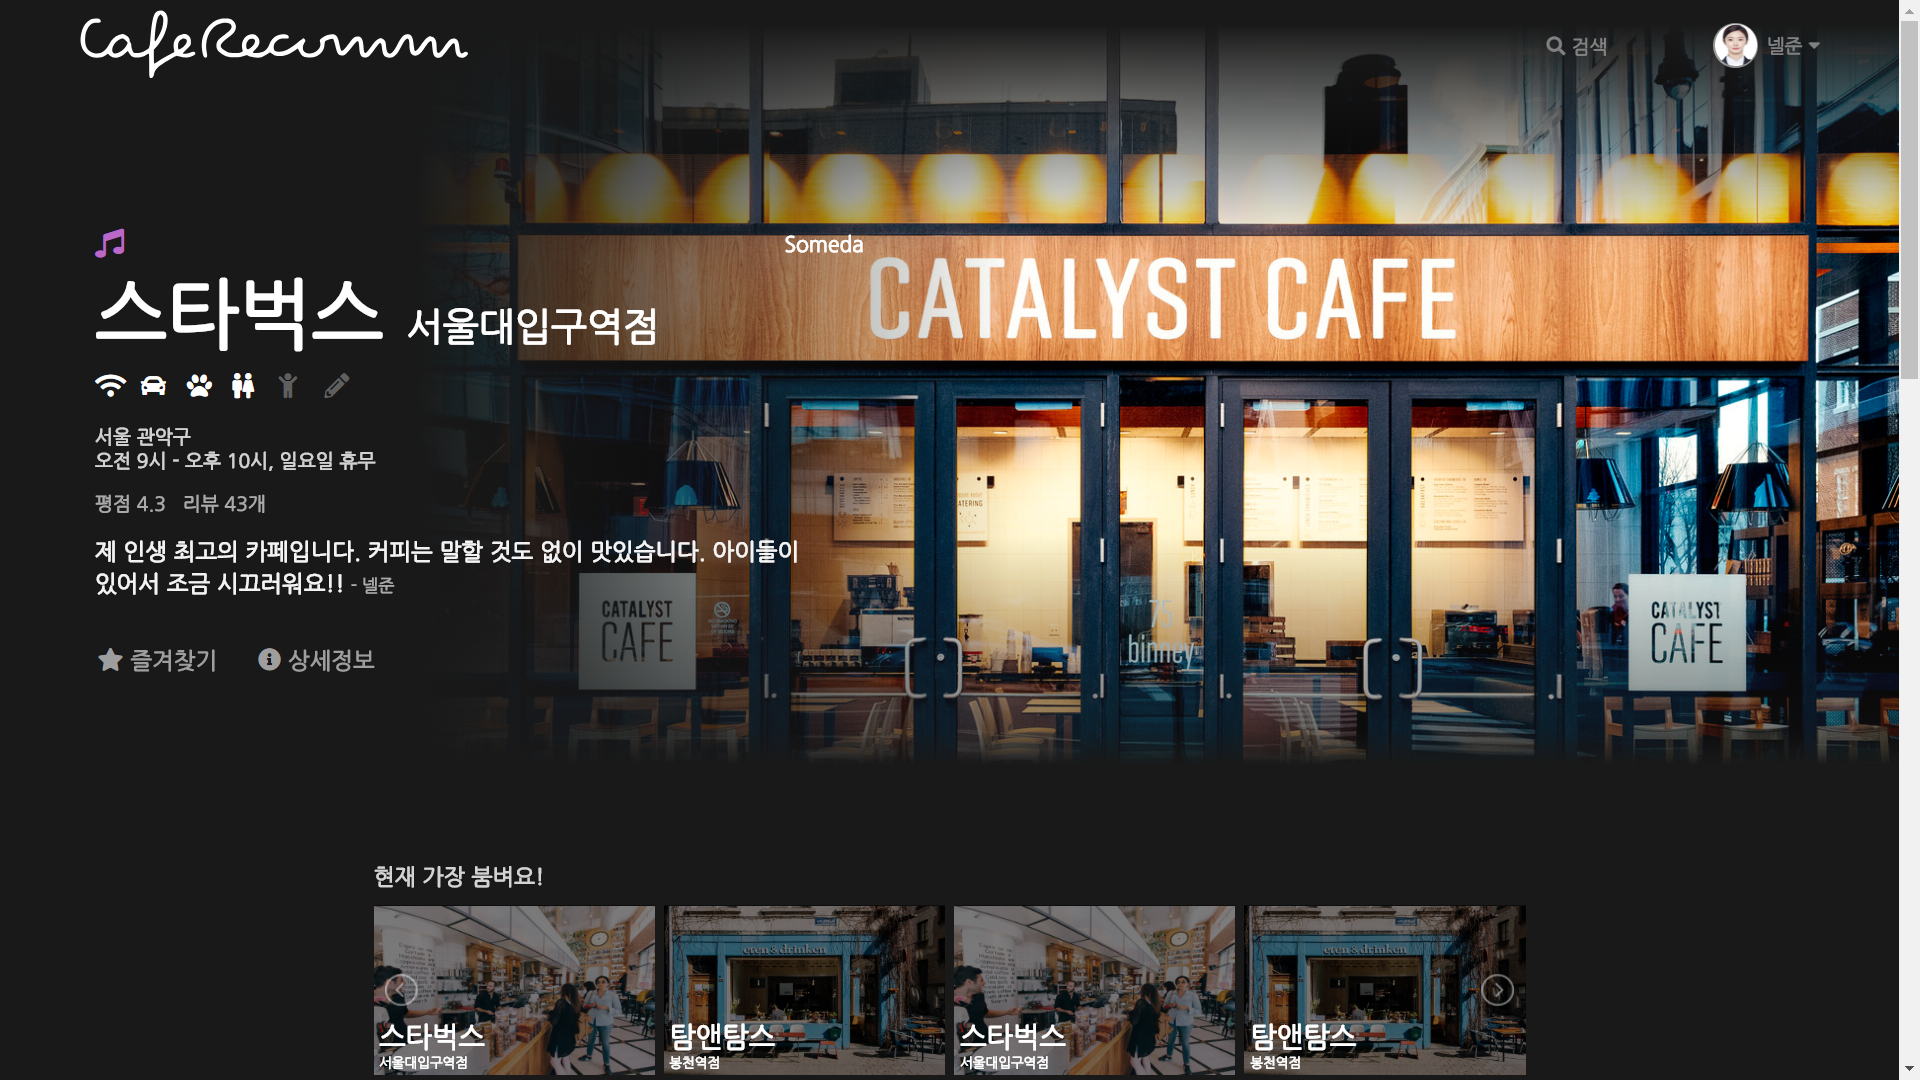 CafeRecomm
검색
넬준
Someda
CATALYST CAFE
스타벅스 서울대입구역점
서울 관악구
오전 9시 - 오후 10시, 일요일 휴무
평점 4.3 리뷰 43개
제 인생 최고의 카페입니다. 커피는 말할 것도 없이 맛있습니다. 아이들이
있어서 조금 시끄러워요!! - 넬준
CATALYST
CAFE
75
binney
CATALYST
CAFE
즐겨찾기
상세정보
현재 가장 붐벼요!
스타벅스
서울대입구역점
eten & drinken
탐앤탐스
봉천역점
스타벅스
서울대입구역점
eten & drinken
탐앤탐스
봉천역점